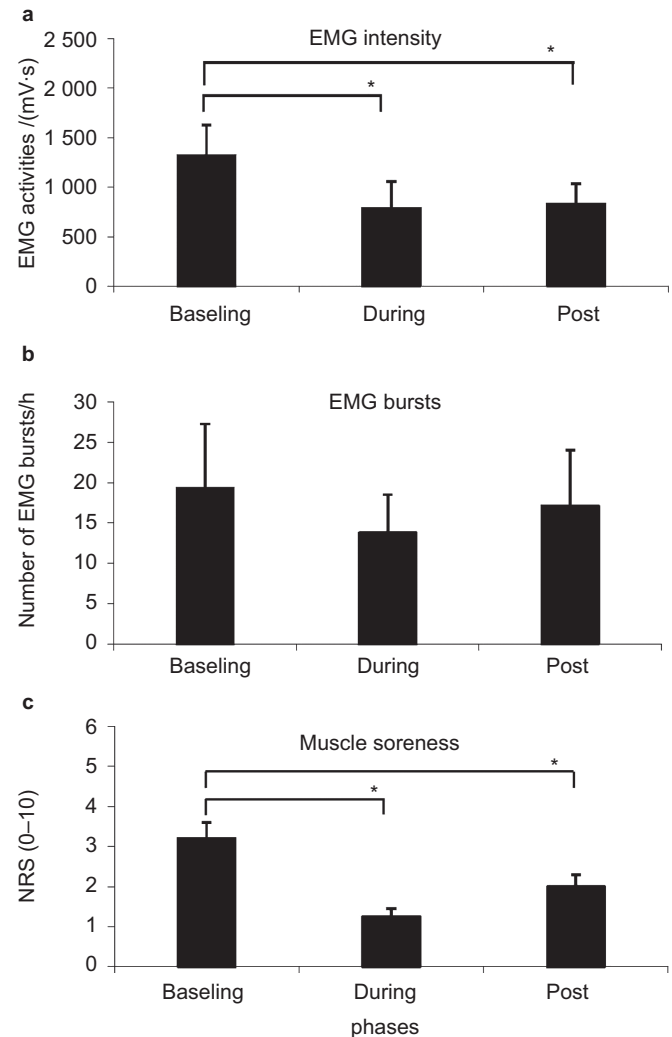 a
EMG intensity
2 500
2 000
1 500
1 000
500
0
EMG activities /(mV·s)
*
*
Baseling During Post
b
EMG bursts
30
25
20
15
10
5
0
Number of EMG bursts/h
Baseling During Post
c
Muscle soreness
6
5
4
3
2
1
0
NRS (0–10)
*
*
Baseling During Post
phases